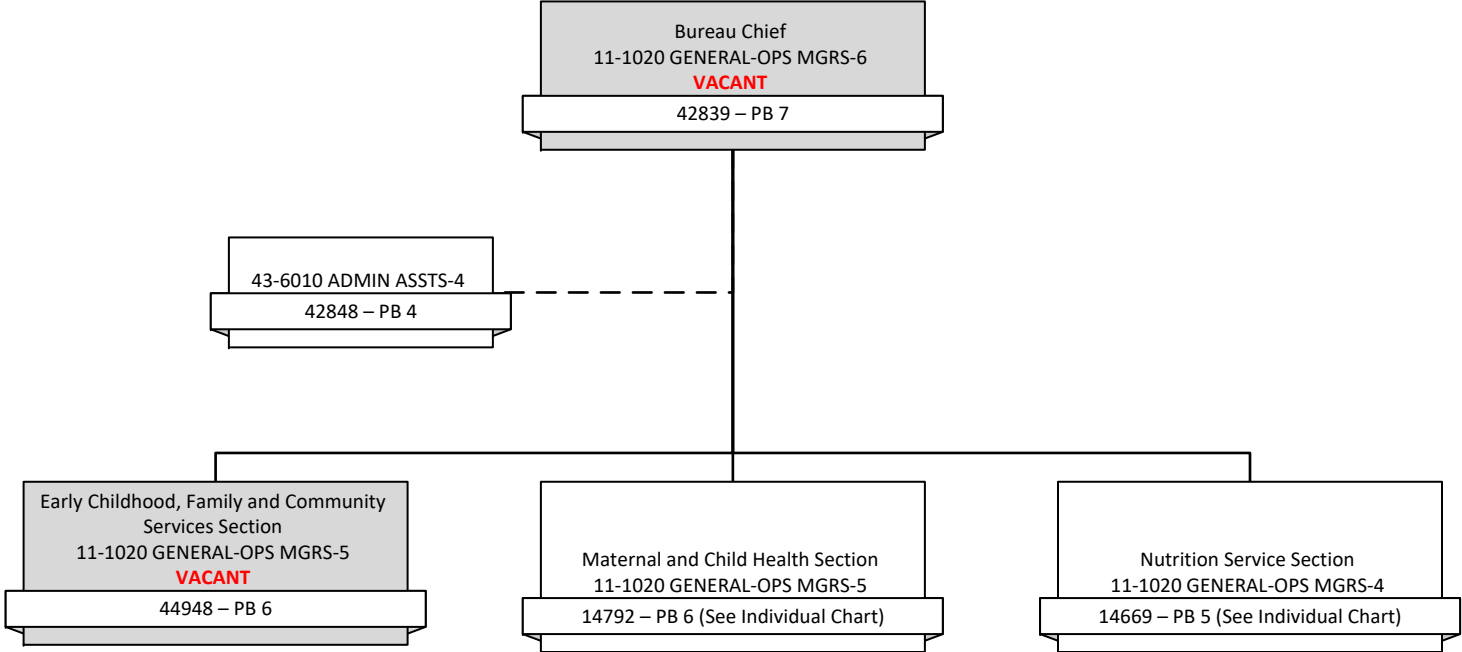 Bureau Chief
11-1020 GENERAL-OPS MGRS-6
VACANT
42839 – PB 7
43-6010 ADMIN ASSTS-4
42848 – PB 4
Early Childhood, Family and Community
Services Section
11-1020 GENERAL-OPS MGRS-5
VACANT
44948 – PB 6
Maternal and Child Health Section
11-1020 GENERAL-OPS MGRS-5
14792 – PB 6 (See Individual Chart)
Nutrition Service Section
11-1020 GENERAL-OPS MGRS-4
14669 – PB 5 (See Individual Chart)